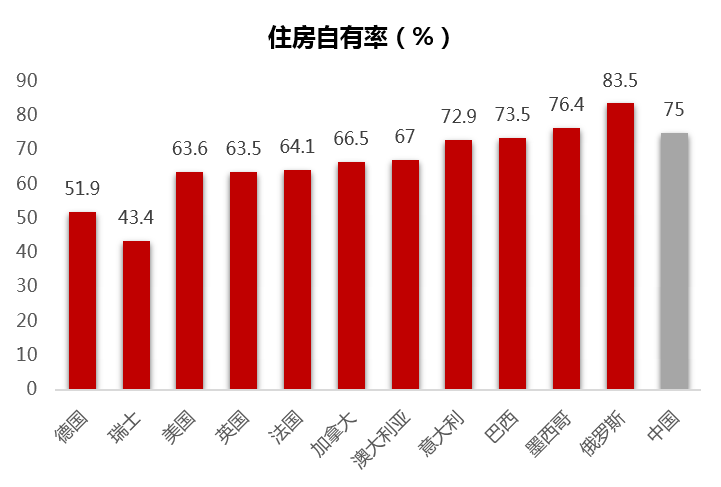 住房自有率（%）
90
80
70
60
50
40
30
20
10
0
51.9
43.4
63.6
63.5
64.1
66.5
67
72.9
73.5
76.4
83.5
75
德国
瑞士
美国
英国
法国
加拿大
澳大利亚
意大利
巴西
墨西哥
俄罗斯
中国